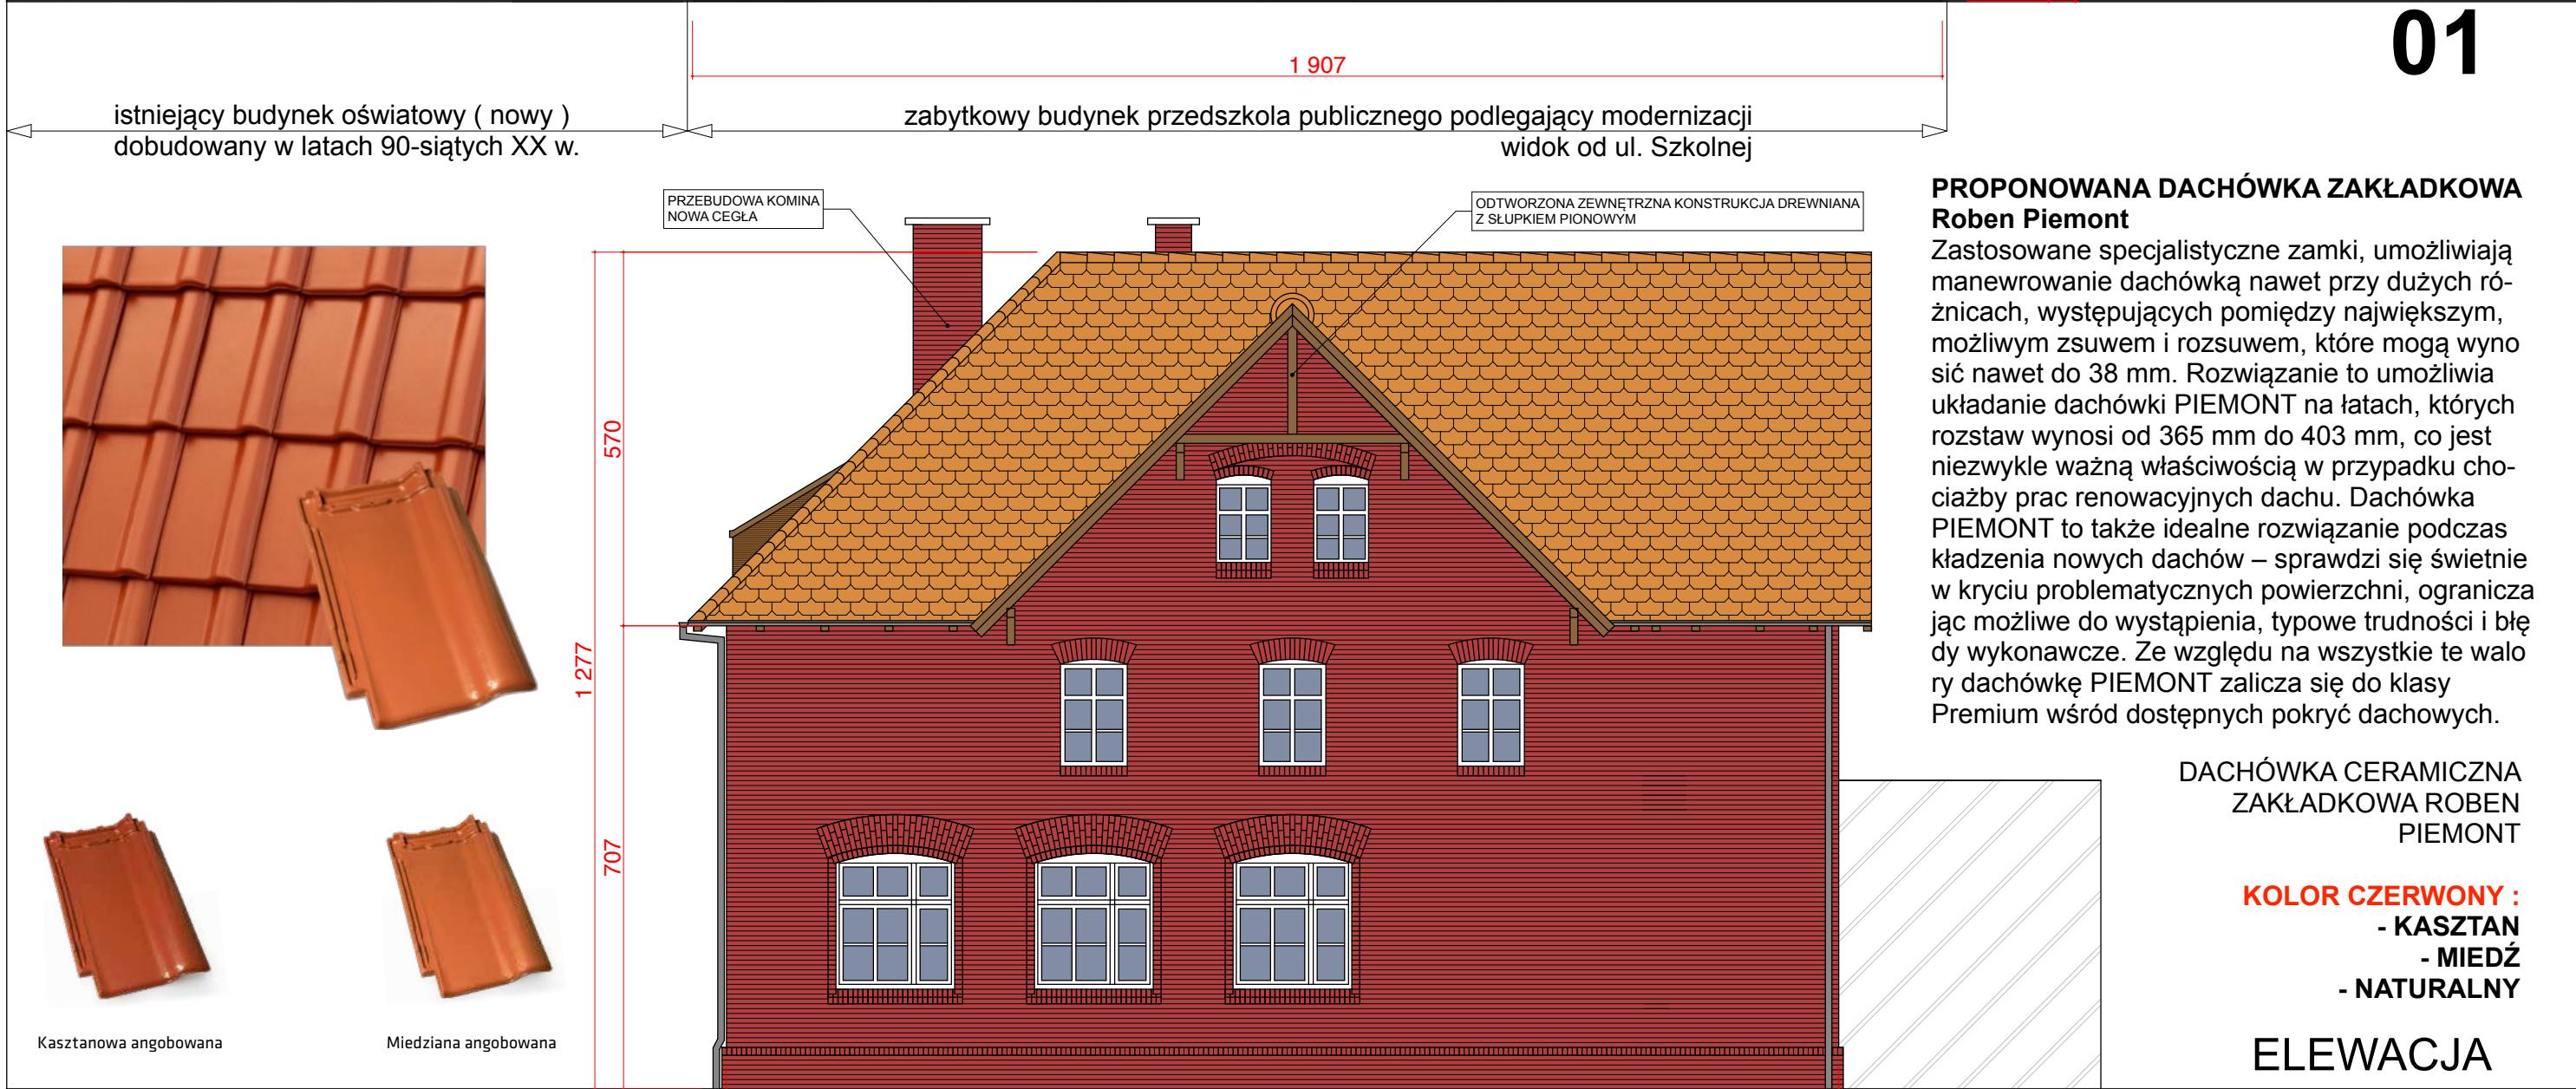 01
1 907
istniejący budynek oświatowy ( nowy )
dobudowany w latach 90-siątych XX w.
zabytkowy budynek przedszkola publicznego podlegający modernizacji
widok od ul. Szkolnej
PRZEBUDOWA KOMINA
NOWA CEGŁA
ODTWORZONA ZEWNĘTRZNA KONSTRUKCJA DREWNIANA
Z SŁUPKIEM PIONOWYM
570
1 277
707
PROPONOWANA DACHÓWKA ZAKŁADKOWA
Roben Piemont
Zastosowane specjalistyczne zamki, umożliwiają
manewrowanie dachówką nawet przy dużych ró-
żnicach, występujących pomiędzy największym,
możliwym zsuwem i rozsuwem, które mogą wyno
sić nawet do 38 mm. Rozwiązanie to umożliwia
układanie dachówki PIEMONT na łatach, których
rozstaw wynosi od 365 mm do 403 mm, co jest
niezwykle ważną właściwością w przypadku cho-
ciażby prac renowacyjnych dachu. Dachówka
PIEMONT to także idealne rozwiązanie podczas
kładzenia nowych dachów – sprawdzi się świetnie
w kryciu problematycznych powierzchni, ogranicza
jąc możliwe do wystąpienia, typowe trudności i błę
dy wykonawcze. Ze względu na wszystkie te walo
ry dachówkę PIEMONT zalicza się do klasy
Premium wśród dostępnych pokryć dachowych.
DACHÓWKA CERAMICZNA
ZAKŁADKOWA ROBEN
PIEMONT
KOLOR CZERWONY :
- KASZTAN
- MIEDŹ
- NATURALNY
Kasztanowa angobowana
Miedziana angobowana
ELEWACJA